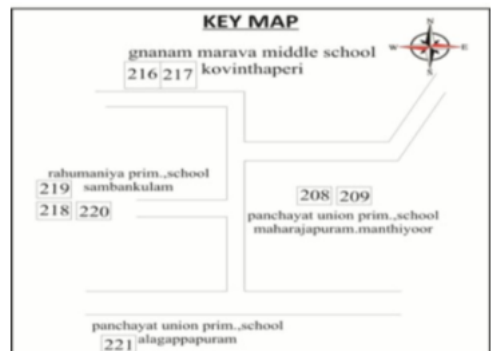 KEY MAP
N
W E
S
gnanam marava middle school
216 217 kovinthaperi
rahumaniya prim.,school
219 sambankulam
218 220
208 209
panchayat union prim.,school
maharajapuram.manthiyoor
panchayat union prim.,school
221 alagappapuram